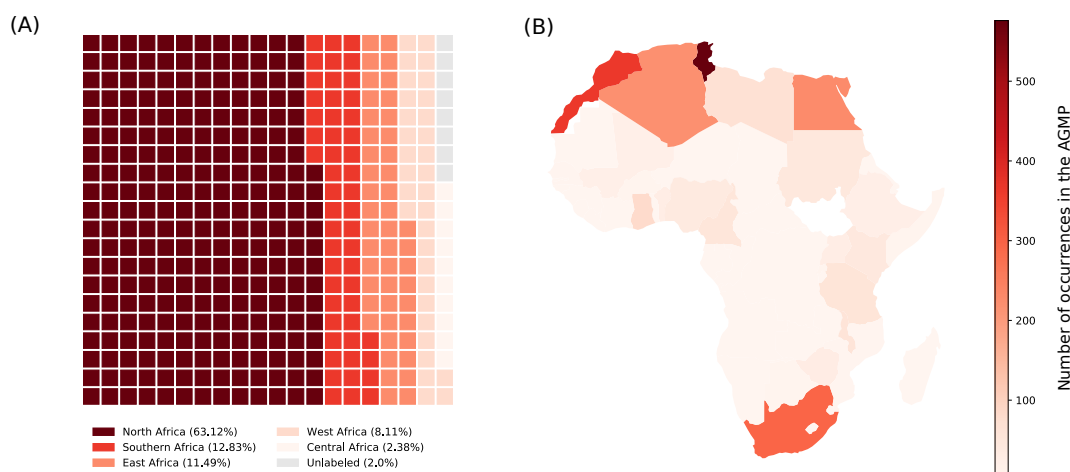 (A)
North Africa (63.12%)
Southern Africa (12.83%)
East Africa (11.49%)
West Africa (8.11%)
Central Africa (2.38%)
Unlabeled (2.0%)
(B)
500
400
300
200
100
Number of occurrences in the AGMP